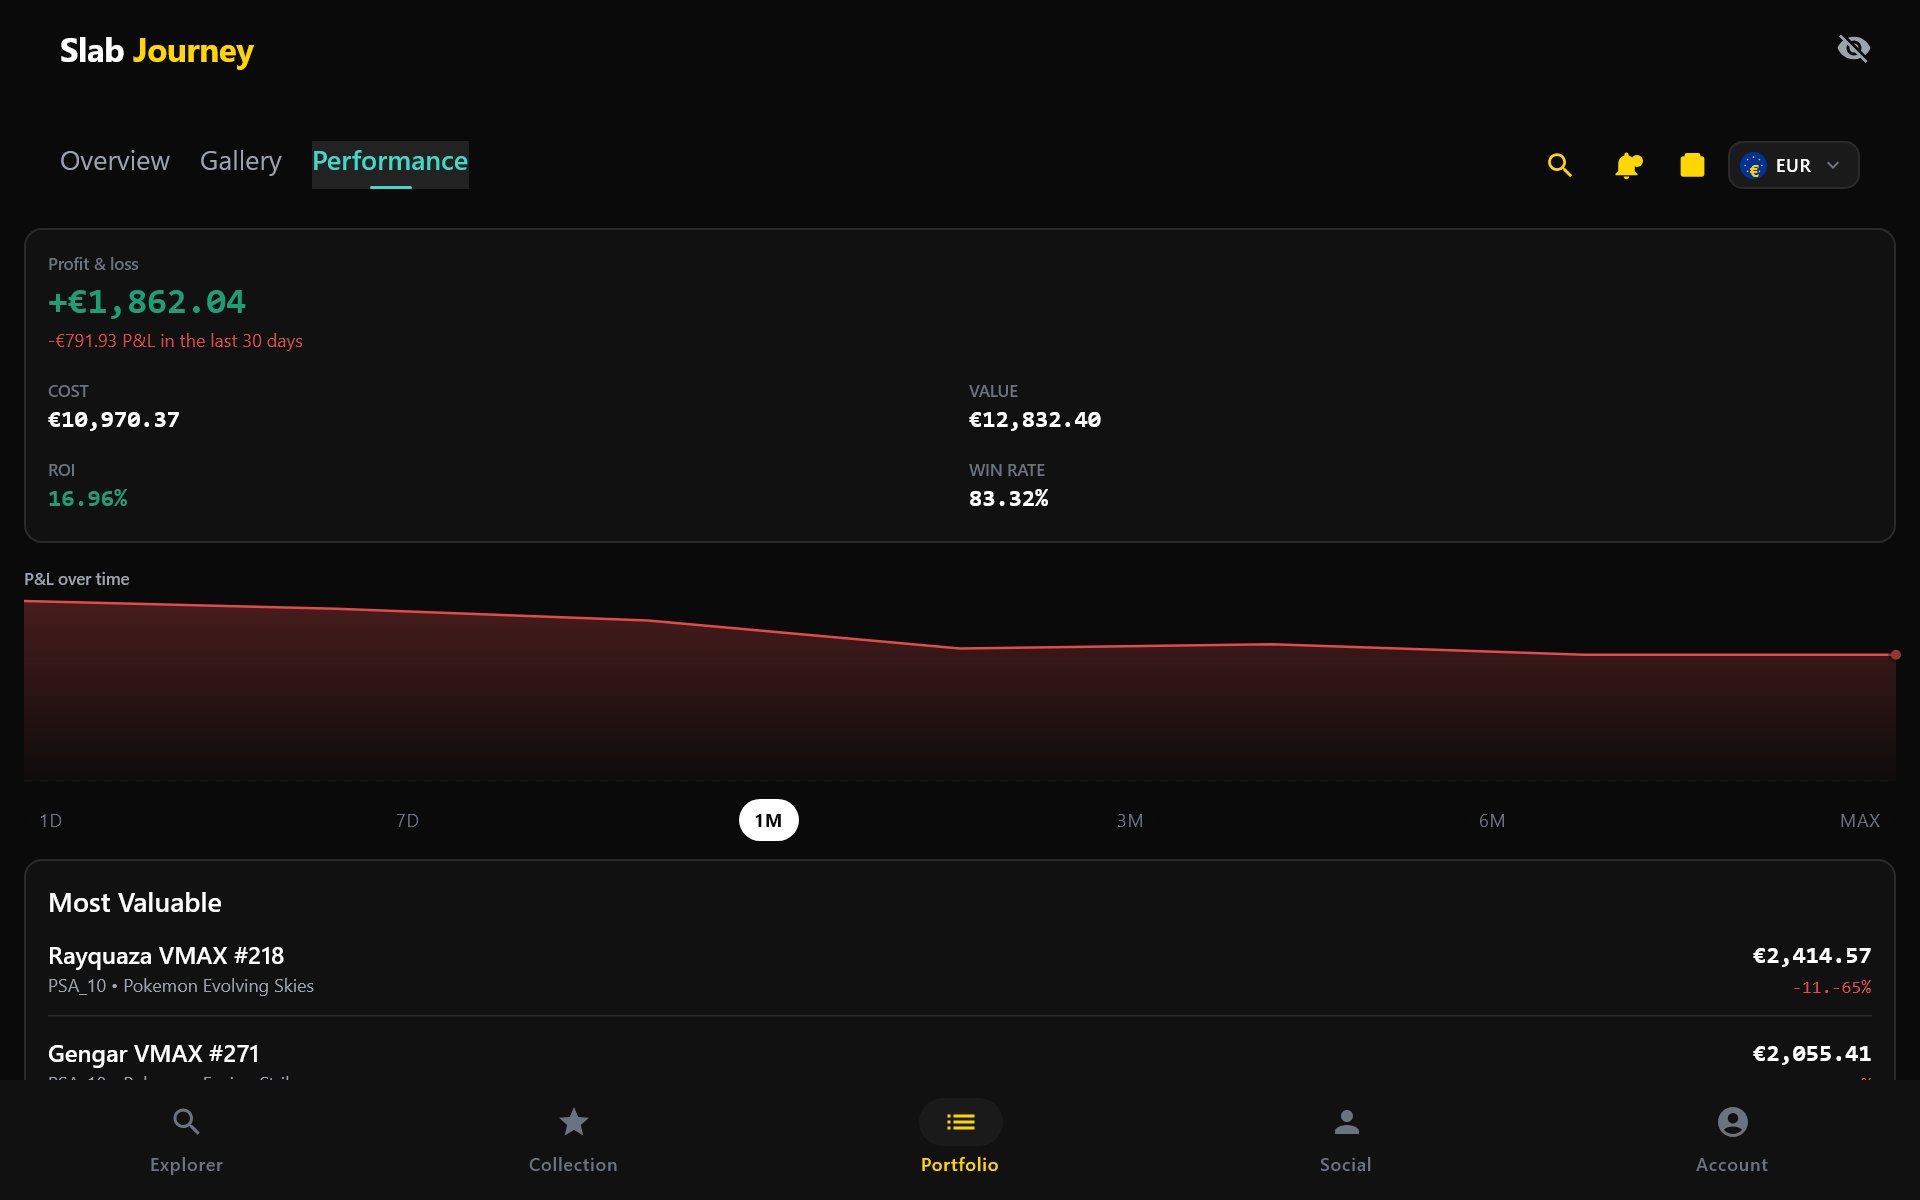 Slab Journey
Overview Gallery Performance EUR
Profit & loss
+€1,862.04
-€791.93 P&L in the last 30 days
COST VALUE
€10,970.37 €12,832.40
ROI WIN RATE
16.96% 83.32%
P&L over time
1D 7D 1M 3M 6M MAX
Most Valuable
Rayquaza VMAX #218 €2,414.57
PSA_10 • Pokemon Evolving Skies -11.-65%
Gengar VMAX #271 €2,055.41
Explorer Collection Portfolio Social Account